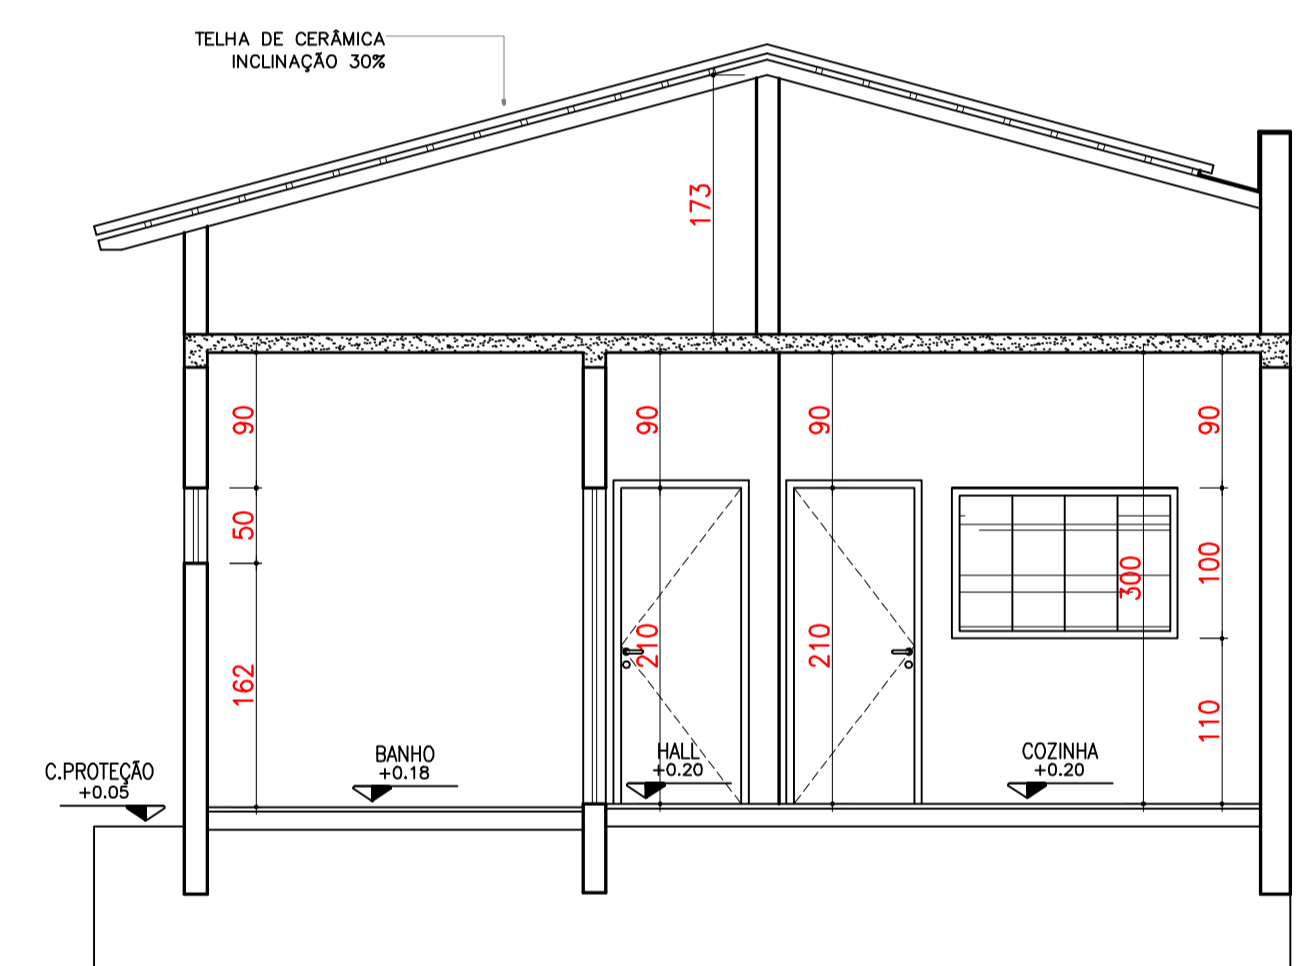 TELHA DE CERÂMICA
INCLINAÇÃO 30%
173
90
90
90
90
50
100
300
210
210
162
110
BANHO
+0.18
HALL
+0.20
COZINHA
+0.20
C.PROTEÇÃO
+0.05